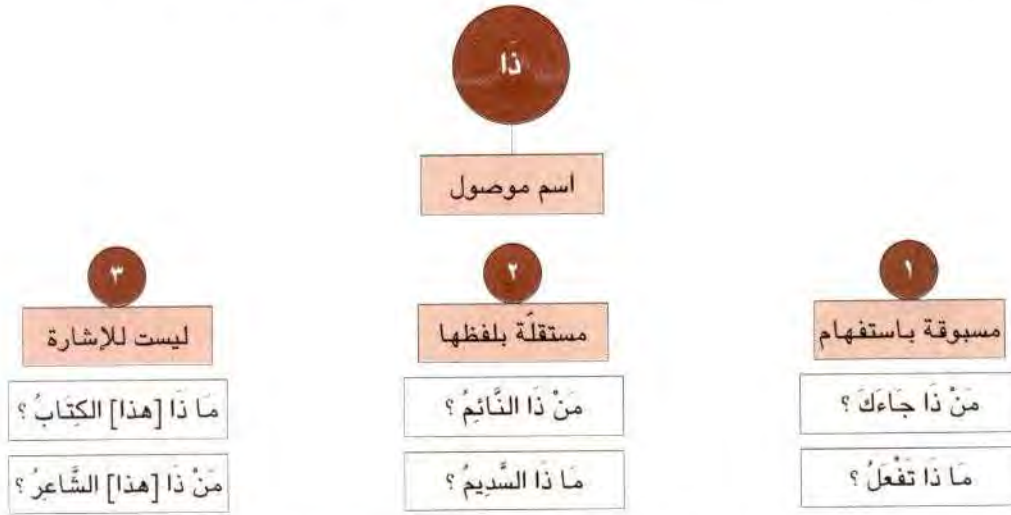 ذَا
اسم موصول
١
مسبوقة باستفهام
مَنْ ذَا جَاءَكَ ؟
مَا ذَا تَفْعَلُ ؟
٢
مستقلّة بلفظها
مَنْ ذَا النَّائِمُ ؟
مَا ذَا السَّدِيمُ ؟
٣
ليست للإشارة
مَا ذَا [هذا] الكِتَابُ ؟
مَنْ ذَا [هذا] الشَّاعِرُ ؟